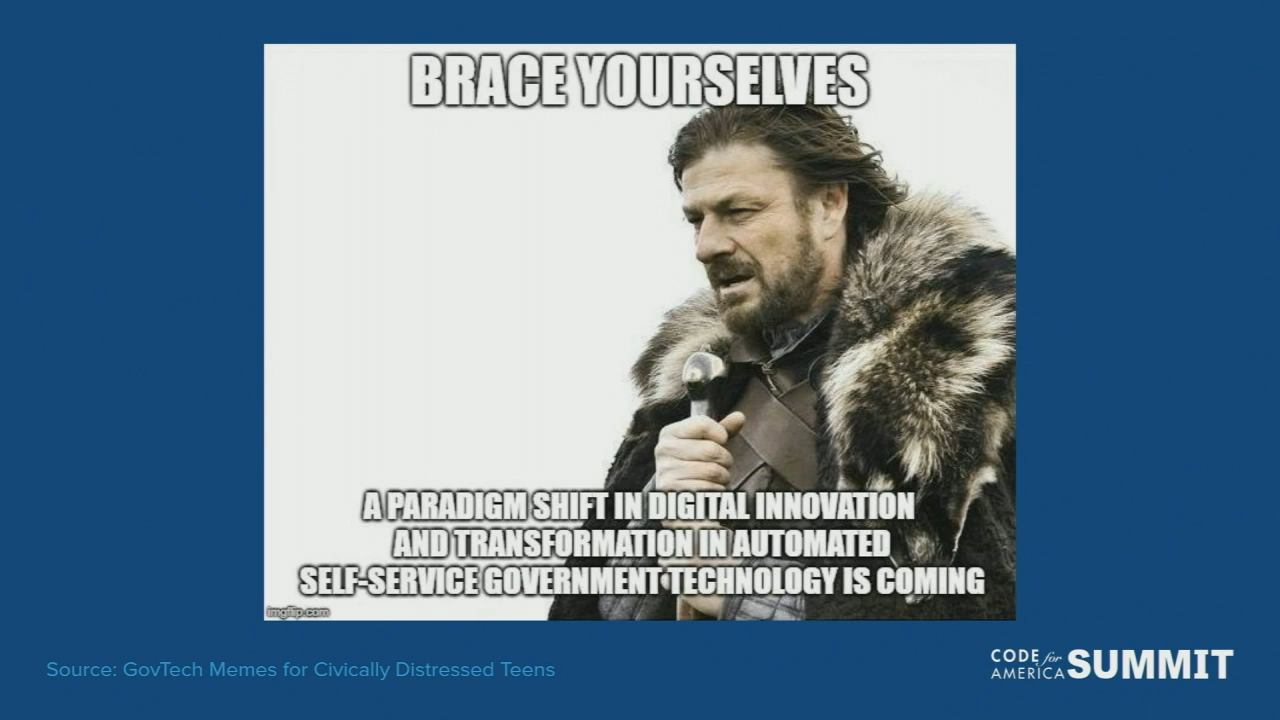 BRACE YOURSELVES
A PARADIGM SHIFT IN DIGITAL INNOVATION
AND TRANSFORMATION IN AUTOMATED
SELF-SERVICE GOVERNMENT TECHNOLOGY IS COMING
imgflip.com
Source: GovTech Memes for Civically Distressed Teens
CODE for
AMERICA SUMMIT